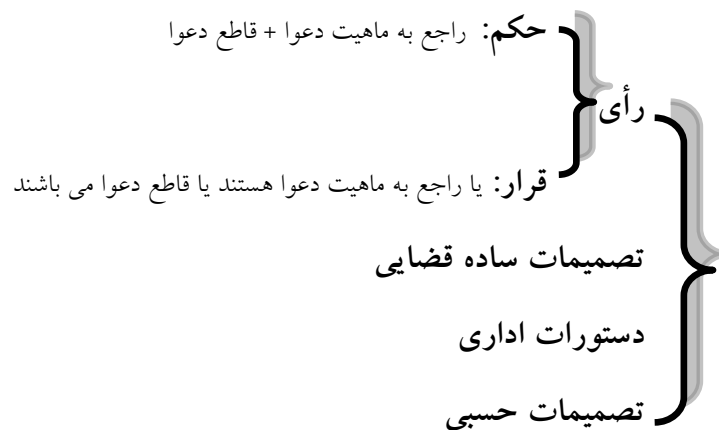 حکم: راجع به ماهیت دعوا + قاطع دعوا
رأی
قرار: یا راجع به ماهیت دعوا هستند یا قاطع دعوا می باشند
تصمیمات ساده قضایی
دستورات اداری
تصمیمات حسبی